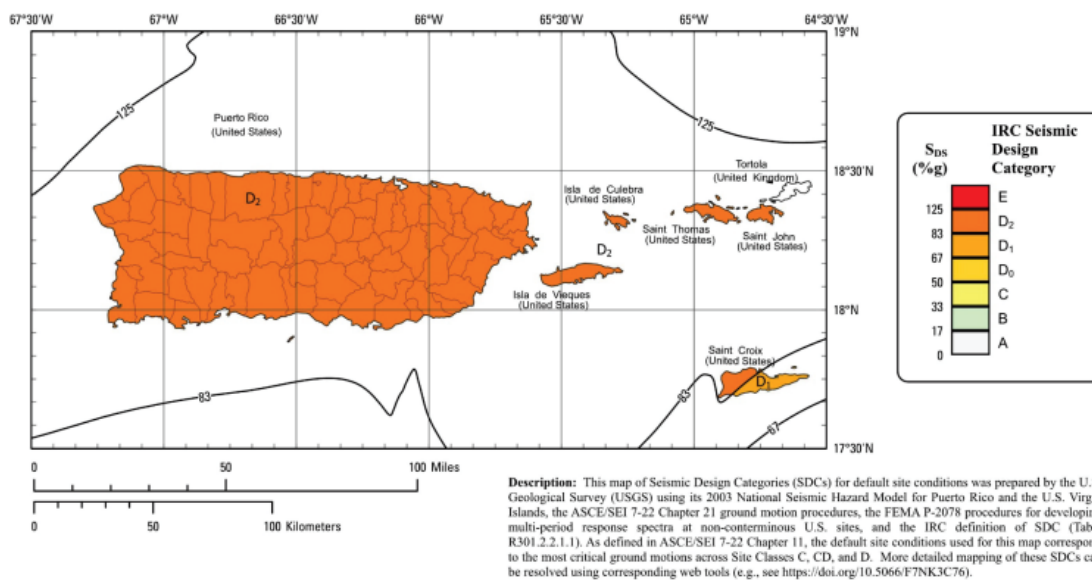 67°30'W 67°W 66°30'W 66°W 65°30'W 65°W 64°30'W
19°N
125
125
Puerto Rico
(United States)
Tortola
(United Kingdom)
18°30'N
Isla de Culebra
(United States)
D₂
Saint Thomas
(United States)
Saint John
(United States)
D₂
Isla de Vieques
(United States)
18°N
Saint Croix
(United States)
D₁
83
83
67
17°30'N
0 50 100 Miles
0 50 100 Kilometers
IRC Seismic
Design
Category
S_DS
(%g)
E
125
D₂
83
D₁
67
D₀
50
C
33
B
17
A
0
Description: This map of Seismic Design Categories (SDCs) for default site conditions was prepared by the U.
Geological Survey (USGS) using its 2003 National Seismic Hazard Model for Puerto Rico and the U.S. Virg
Islands, the ASCE/SEI 7-22 Chapter 21 ground motion procedures, the FEMA P-2078 procedures for developin
multi-period response spectra at non-conterminous U.S. sites, and the IRC definition of SDC (Tab
R301.2.2.1.1). As defined in ASCE/SEI 7-22 Chapter 11, the default site conditions used for this map correspon
to the most critical ground motions across Site Classes C, CD, and D. More detailed mapping of these SDCs ca
be resolved using corresponding web tools (e.g., see https://doi.org/10.5066/F7NK3C76).